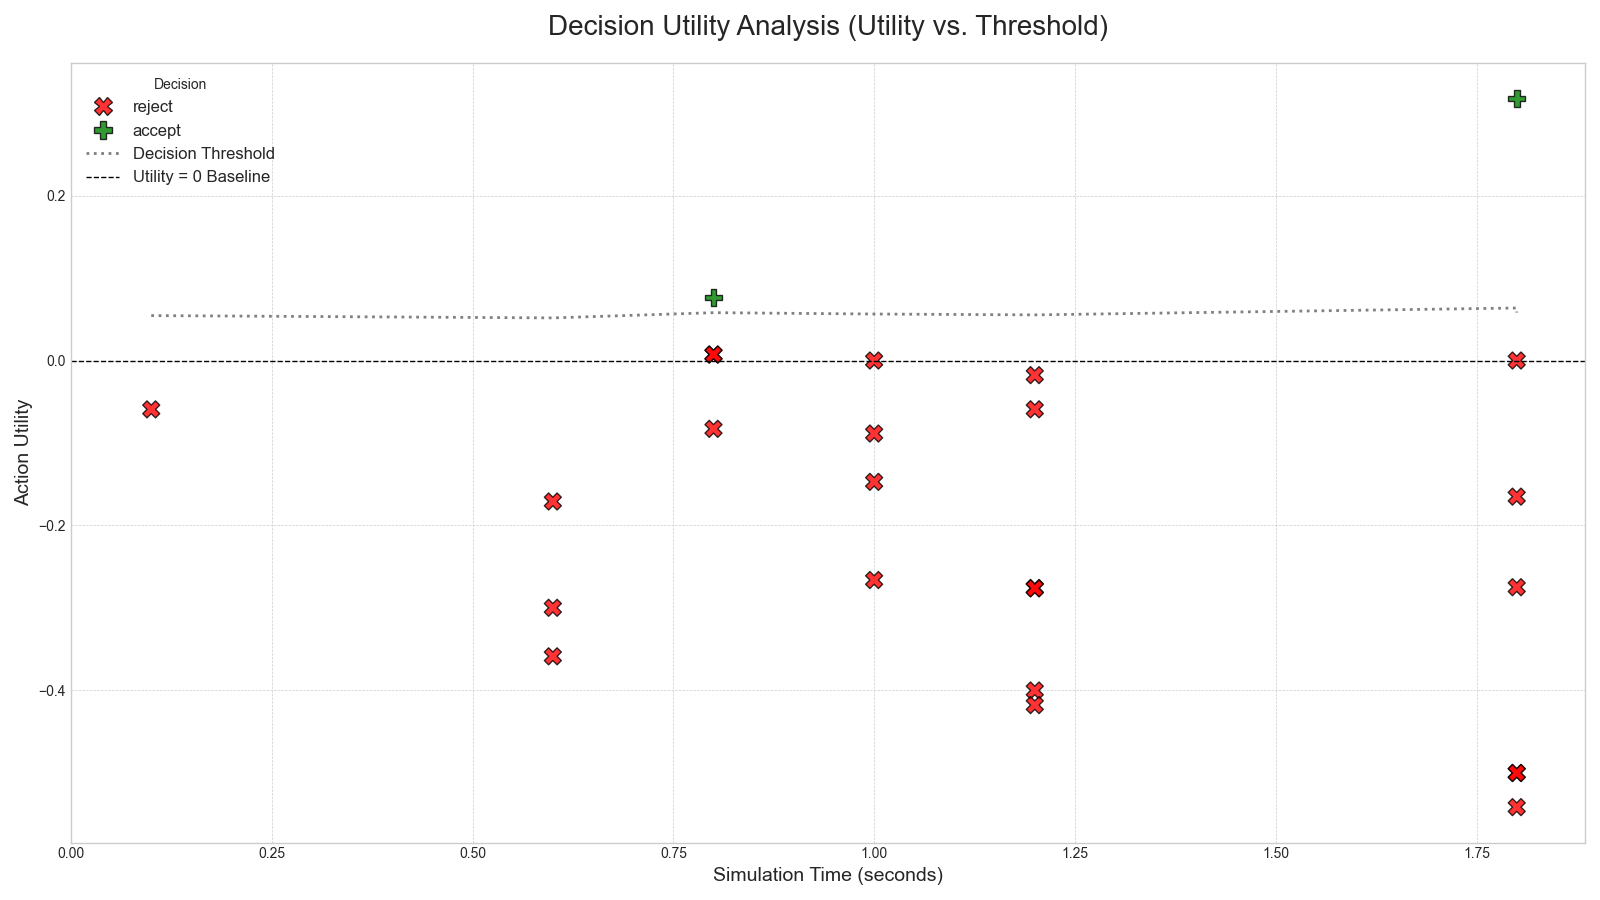 Decision Utility Analysis (Utility vs. Threshold)
Decision
reject
accept
Decision Threshold
Utility = 0 Baseline
0.2
0.0
−0.2
−0.4
Action Utility
0.00 0.25 0.50 0.75 1.00 1.25 1.50 1.75
Simulation Time (seconds)